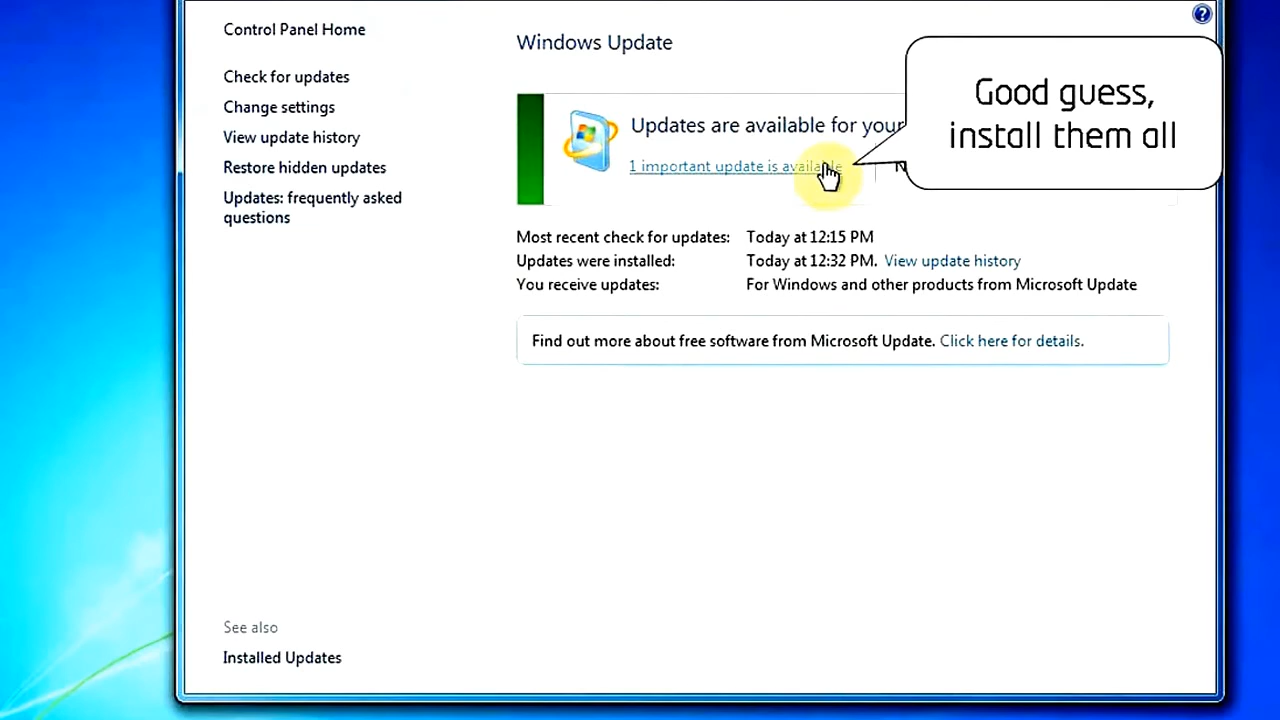 Control Panel Home
Check for updates
Change settings
View update history
Restore hidden updates
Updates: frequently asked
questions
See also
Installed Updates
Windows Update
Updates are available for your
1 important update is available
Good guess,
install them all
Most recent check for updates: Today at 12:15 PM
Updates were installed: Today at 12:32 PM. View update history
You receive updates: For Windows and other products from Microsoft Update
Find out more about free software from Microsoft Update. Click here for details.